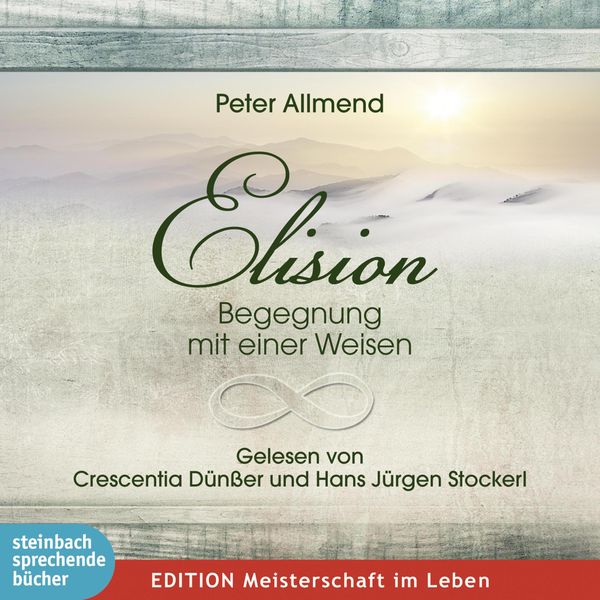 Peter Allmend
Elision
Begegnung
mit einer Weisen
Gelesen von
Crescentia Dünßer und Hans Jürgen Stockerl
steinbach
sprechende
bücher
EDITION Meisterschaft im Leben